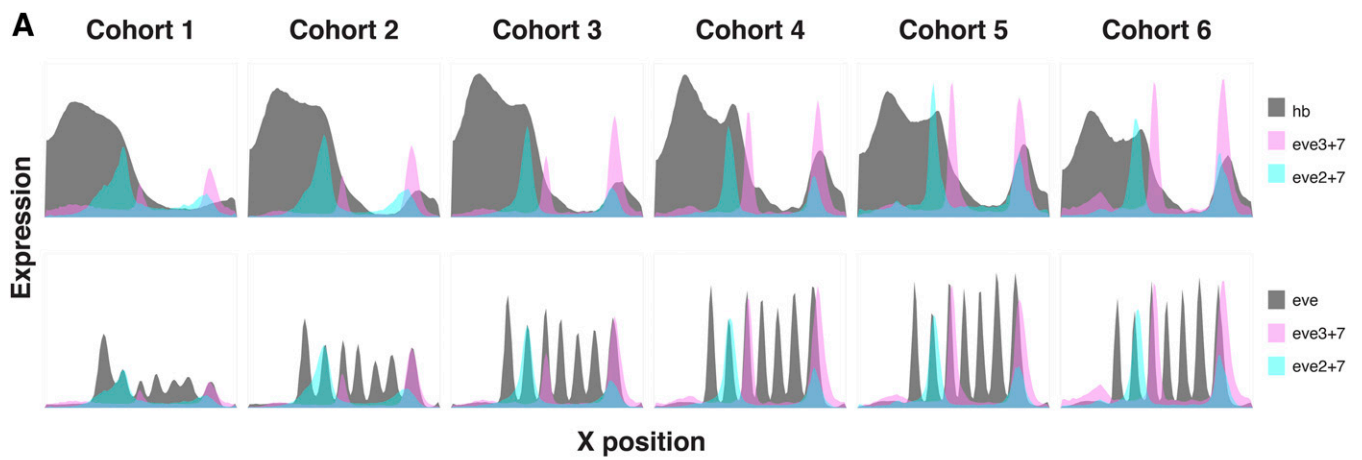 A
Cohort 1 Cohort 2 Cohort 3 Cohort 4 Cohort 5 Cohort 6
Expression
hb
eve3+7
eve2+7
eve
eve3+7
eve2+7
X position